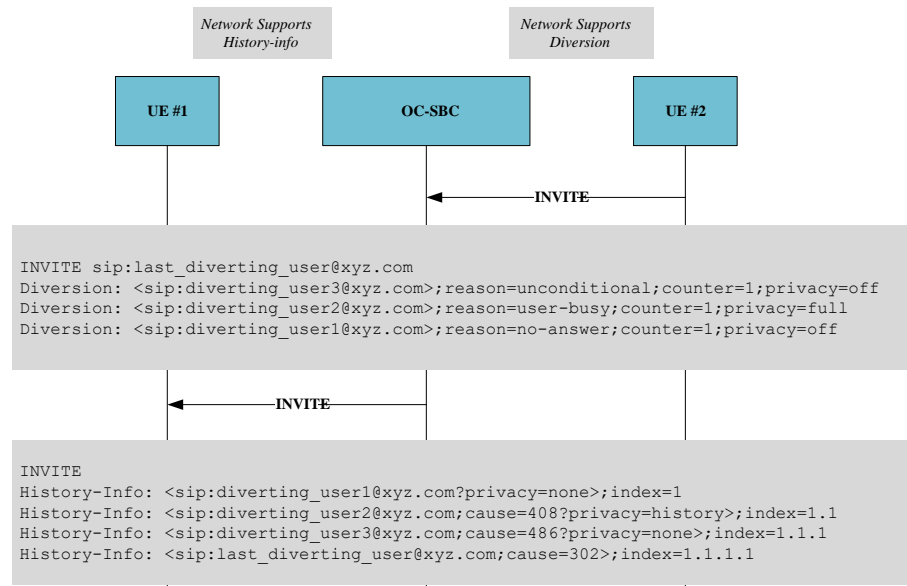 Network Supports
History-info
Network Supports
Diversion
UE #1
OC-SBC
UE #2
INVITE
INVITE sip:last_diverting_user@xyz.com
Diversion: <sip:diverting_user3@xyz.com>;reason=unconditional;counter=1;privacy=off
Diversion: <sip:diverting_user2@xyz.com>;reason=user-busy;counter=1;privacy=full
Diversion: <sip:diverting_user1@xyz.com>;reason=no-answer;counter=1;privacy=off
INVITE
INVITE
History-Info: <sip:diverting_user1@xyz.com?privacy=none>;index=1
History-Info: <sip:diverting_user2@xyz.com;cause=408?privacy=history>;index=1.1
History-Info: <sip:diverting_user3@xyz.com;cause=486?privacy=none>;index=1.1.1
History-Info: <sip:last_diverting_user@xyz.com;cause=302>;index=1.1.1.1